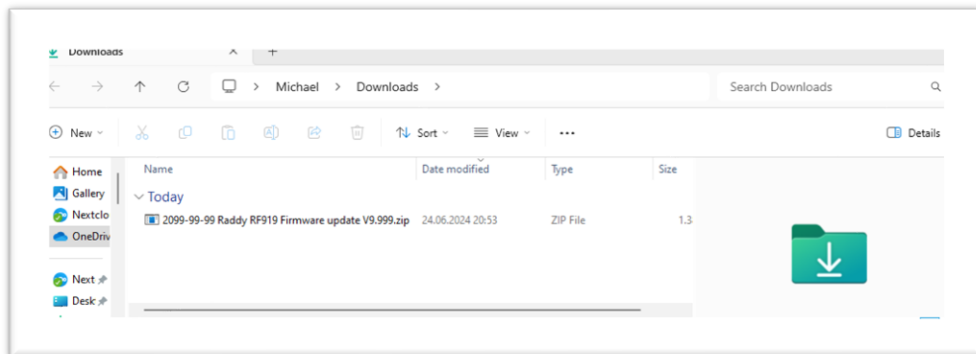 Downloads
Michael > Downloads >
Search Downloads
New
Sort
View
...
Details
Home
Gallery
Nextclo
OneDriv
Next
Desk
Name
Date modified
Type
Size
Today
2099-99-99 Raddy RF919 Firmware update V9.999.zip
24.06.2024 20:53
ZIP File
1.3